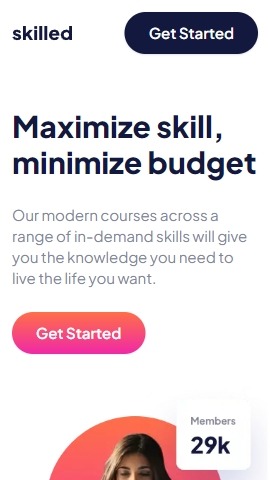 skilled
Get Started
Maximize skill,
minimize budget
Our modern courses across a
range of in-demand skills will give
you the knowledge you need to
live the life you want.
Get Started
Members
29k